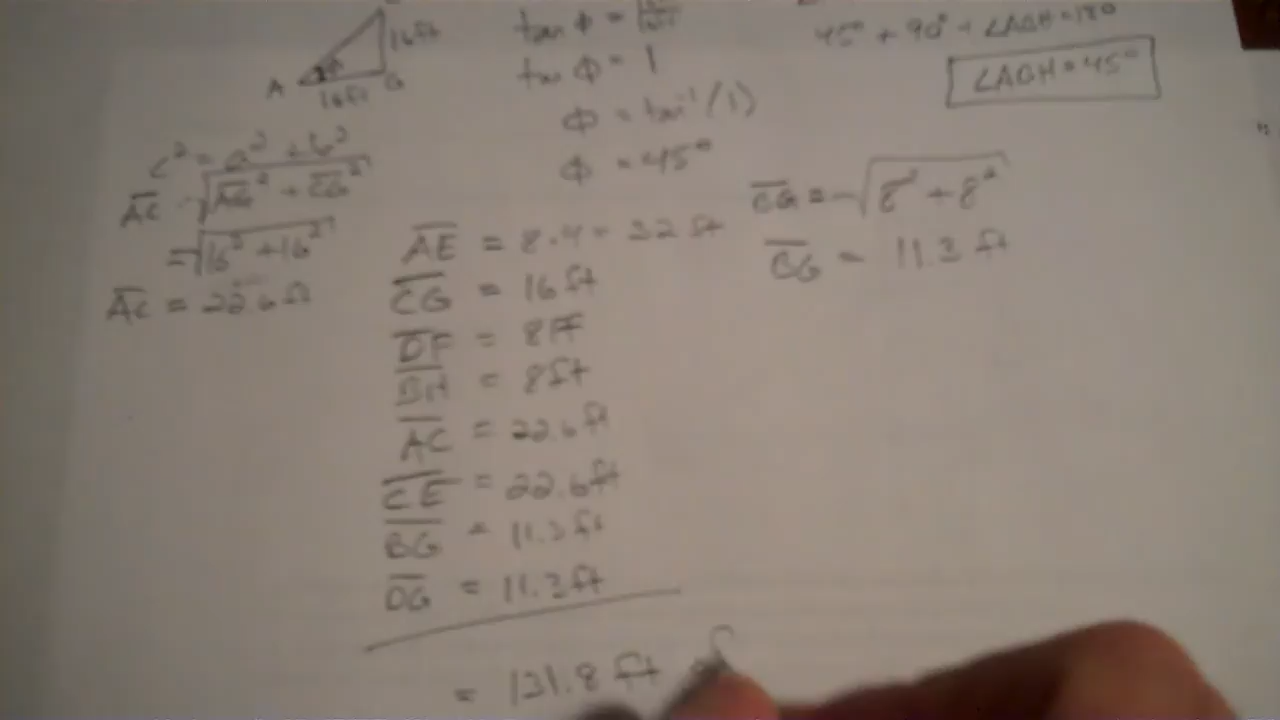 16ft
A G
16ft
tan Φ =
tan Φ = 1
Φ = tan⁻¹(1)
Φ = 45°
45° + 90° + ∠AGH = 180°
∠AGH = 45°
c² = a² + b²
AC = √AG² + CG²
= √16² + 16²
AC = 22.6 ft
AE = 8·4 = 32 ft
CG = 16 ft
DF = 8 ft
BH = 8 ft
AC = 22.6 ft
CE = 22.6 ft
BG = 11.3 ft
DG = 11.3 ft
= 131.8 ft
= √8² + 8²
BG = 11.3 ft